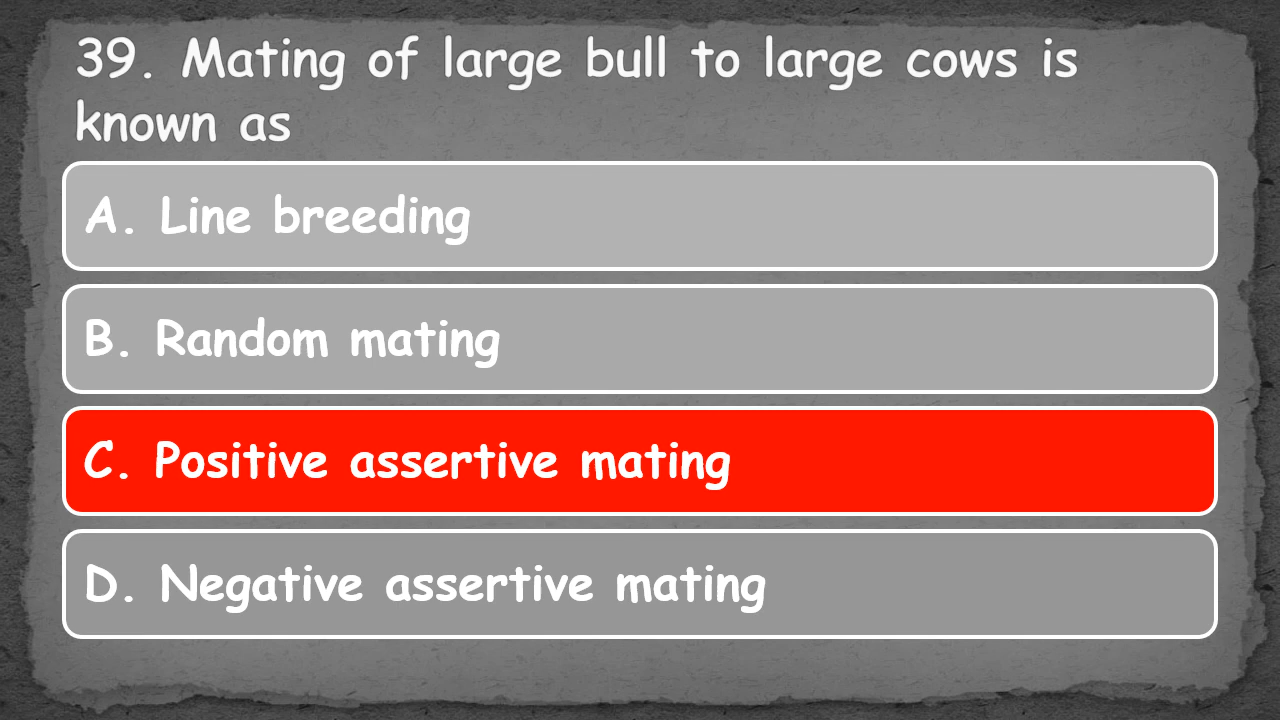 39. Mating of large bull to large cows is
known as
A. Line breeding
B. Random mating
C. Positive assertive mating
D. Negative assertive mating